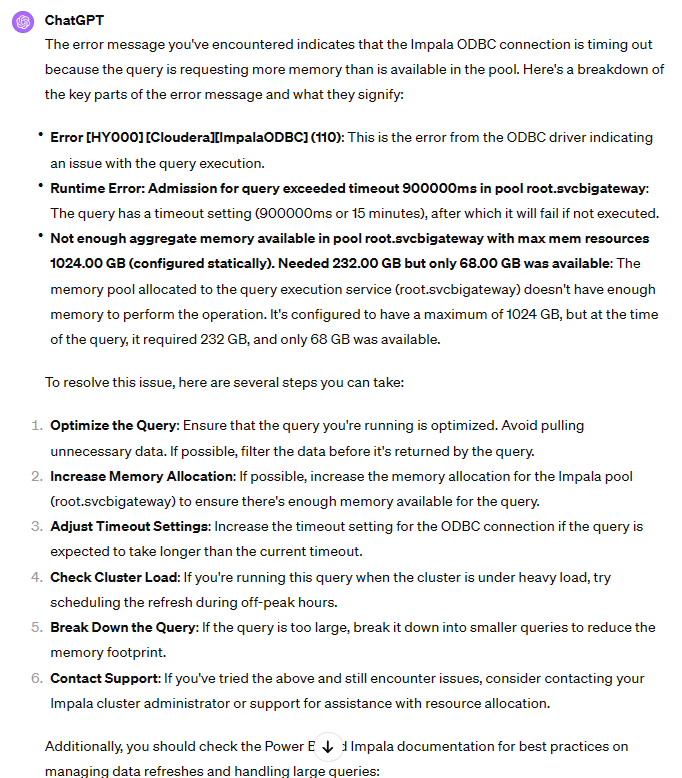 ChatGPT
The error message you've encountered indicates that the Impala ODBC connection is timing out
because the query is requesting more memory than is available in the pool. Here's a breakdown of
the key parts of the error message and what they signify:
• Error [HY000] [Cloudera][ImpalaODBC] (110): This is the error from the ODBC driver indicating
an issue with the query execution.
• Runtime Error: Admission for query exceeded timeout 900000ms in pool root.svcbigateway:
The query has a timeout setting (900000ms or 15 minutes), after which it will fail if not executed.
• Not enough aggregate memory available in pool root.svcbigateway with max mem resources
1024.00 GB (configured statically). Needed 232.00 GB but only 68.00 GB was available: The
memory pool allocated to the query execution service (root.svcbigateway) doesn't have enough
memory to perform the operation. It's configured to have a maximum of 1024 GB, but at the time
of the query, it required 232 GB, and only 68 GB was available.
To resolve this issue, here are several steps you can take:
1. Optimize the Query: Ensure that the query you're running is optimized. Avoid pulling
unnecessary data. If possible, filter the data before it's returned by the query.
2. Increase Memory Allocation: If possible, increase the memory allocation for the Impala pool
(root.svcbigateway) to ensure there's enough memory available for the query.
3. Adjust Timeout Settings: Increase the timeout setting for the ODBC connection if the query is
expected to take longer than the current timeout.
4. Check Cluster Load: If you're running this query when the cluster is under heavy load, try
scheduling the refresh during off-peak hours.
5. Break Down the Query: If the query is too large, break it down into smaller queries to reduce the
memory footprint.
6. Contact Support: If you've tried the above and still encounter issues, consider contacting your
Impala cluster administrator or support for assistance with resource allocation.
Additionally, you should check the Power Impala documentation for best practices on
managing data refreshes and handling large queries: